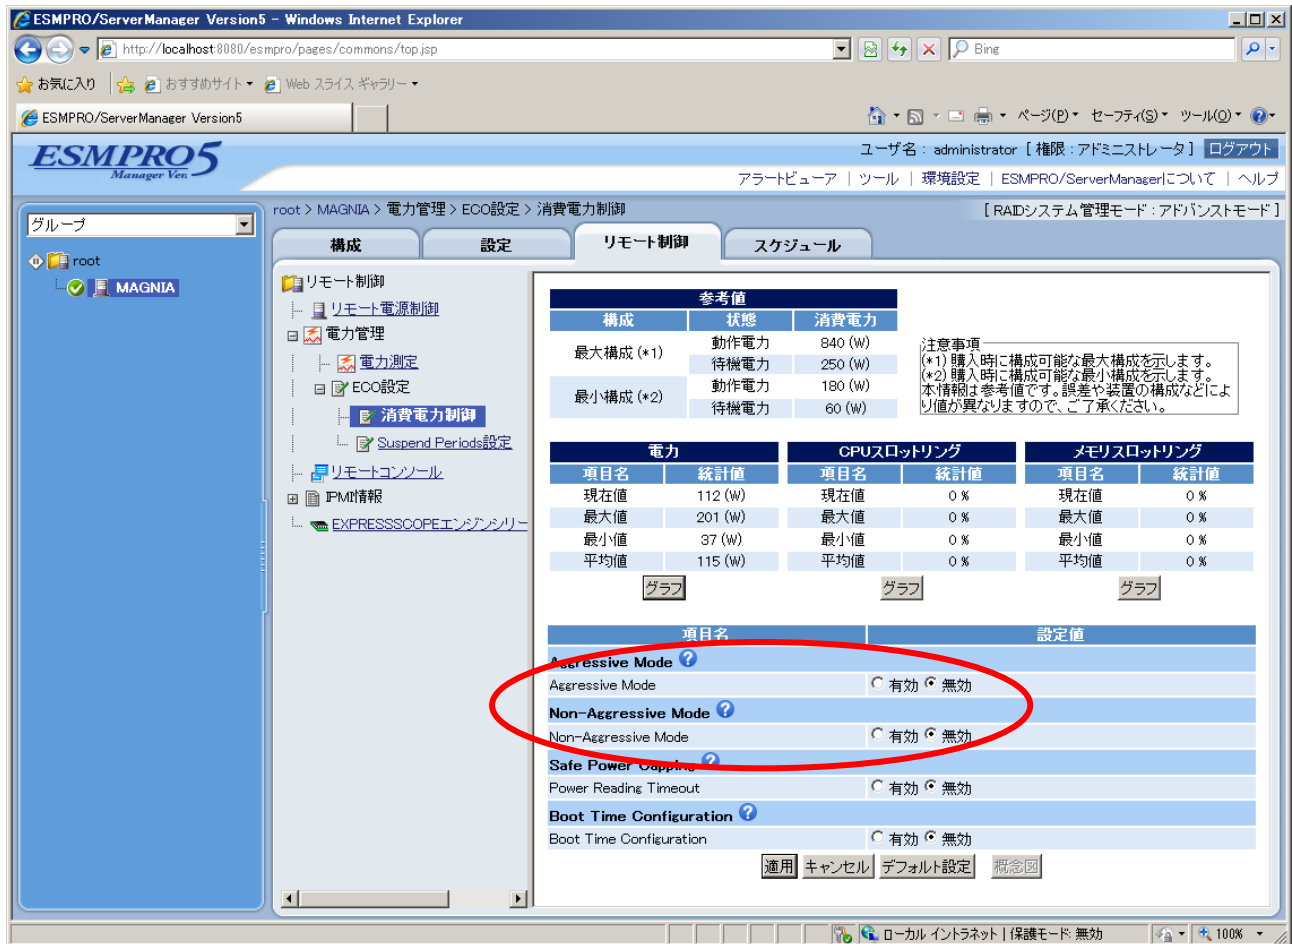 ESMPRO/ServerManager Version5 - Windows Internet Explorer
http://localhost:8080/esmpro/pages/commons/top.jsp
Bing
お気に入り おすすめサイト Web スライス ギャラリー
ESMPRO/ServerManager Version5 ページ(P) セーフティ(S) ツール(O)
ESMPRO5
Manager Ver.
ユーザ名 : administrator [ 権限 : アドミニストレータ ] ログアウト
アラートビューア | ツール | 環境設定 | ESMPRO/ServerManagerについて | ヘルプ
グループ
root
MAGNIA
root > MAGNIA > 電力管理 > ECO設定 > 消費電力制御
[ RAIDシステム管理モード : アドバンストモード ]
構成 設定 リモート制御 スケジュール
リモート制御
リモート電源制御
電力管理
電力測定
ECO設定
消費電力制御
Suspend Periods設定
リモートコンソール
IPMI情報
EXPRESSSCOPEエンジンシリー
参考値
構成 状態 消費電力
最大構成 (*1) 動作電力 840 (W)
待機電力 250 (W)
最小構成 (*2) 動作電力 180 (W)
待機電力 60 (W)
注意事項
(*1) 購入時に構成可能な最大構成を示します。
(*2) 購入時に構成可能な最小構成を示します。
本情報は参考値です。誤差や装置の構成などによ
り値が異なりますので、ご了承ください。
電力 CPUスロットリング メモリスロットリング
項目名 統計値 項目名 統計値 項目名 統計値
現在値 112 (W) 現在値 0 % 現在値 0 %
最大値 201 (W) 最大値 0 % 最大値 0 %
最小値 37 (W) 最小値 0 % 最小値 0 %
平均値 115 (W) 平均値 0 % 平均値 0 %
グラフ グラフ グラフ
項目名 設定値
Aggressive Mode
Aggressive Mode 有効 無効
Non-Aggressive Mode
Non-Aggressive Mode 有効 無効
Safe Power Capping
Power Reading Timeout 有効 無効
Boot Time Configuration
Boot Time Configuration 有効 無効
適用 キャンセル デフォルト設定 概念図
ローカル イントラネット | 保護モード: 無効 100%